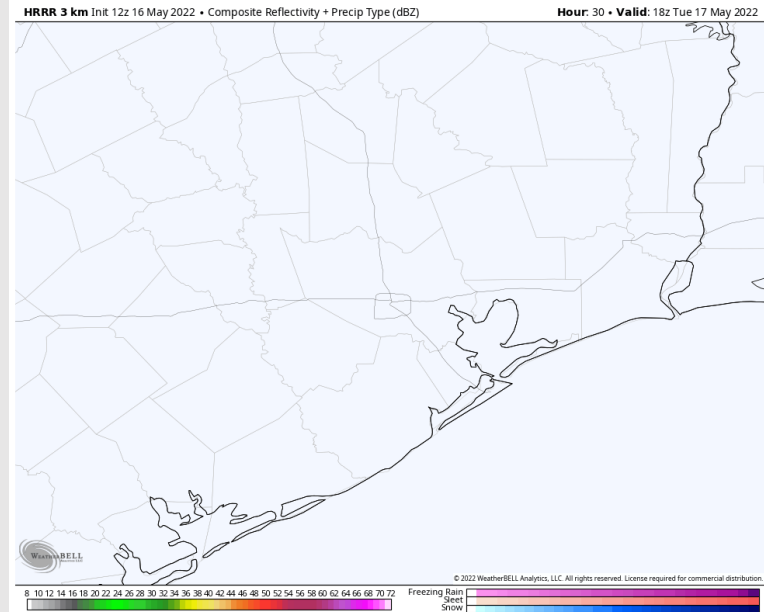 HRRR 3 km Init 12z 16 May 2022 • Composite Reflectivity + Precip Type (dBZ)
Hour: 30 • Valid: 18z Tue 17 May 2022
WEATHERBELL
© 2022 WeatherBELL Analytics, LLC. All rights reserved. License required for commercial distribution.
8 10 12 14 16 18 20 22 24 26 28 30 32 34 36 38 40 42 44 46 48 50 52 54 56 58 60 62 64 66 68 70 72
Freezing Rain
Sleet
Snow